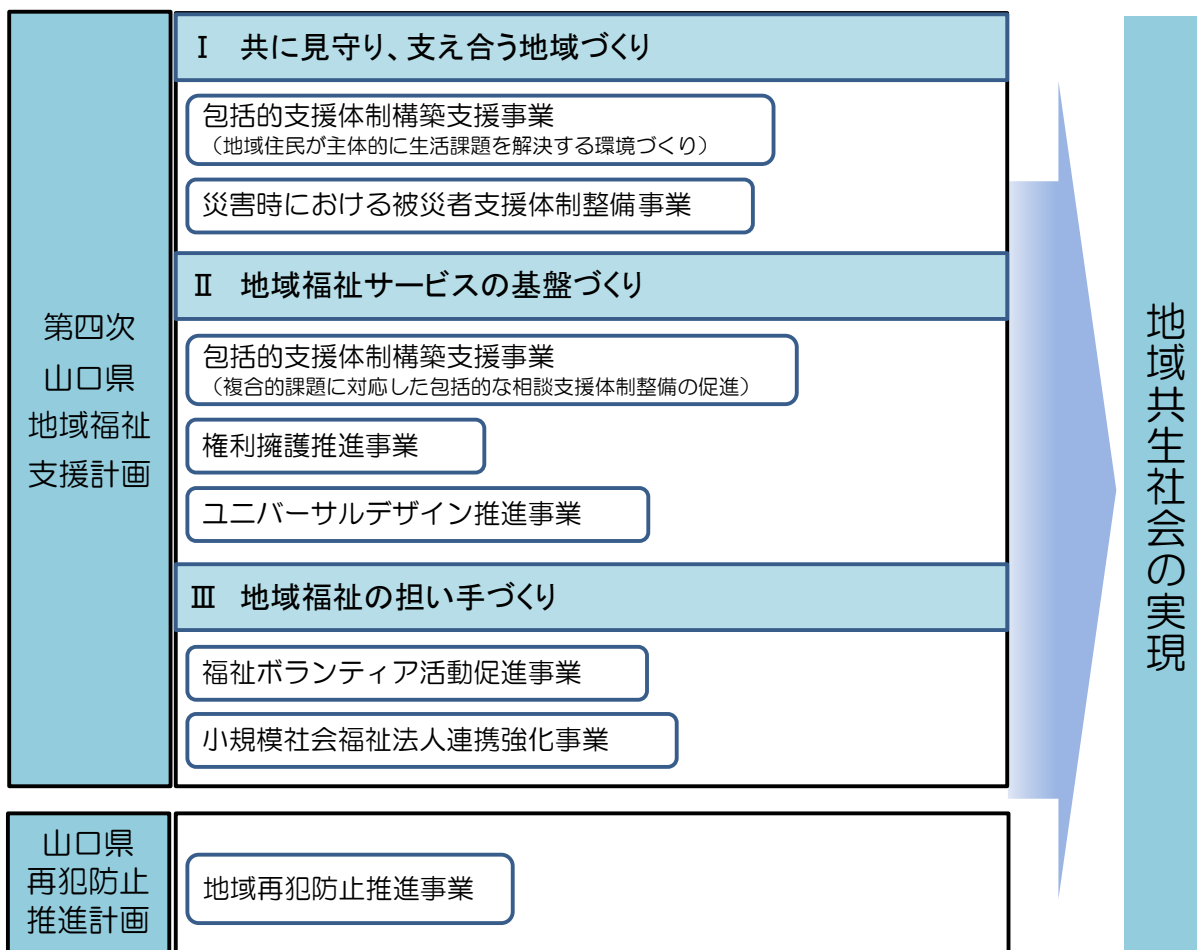 第四次
山口県
地域福祉
支援計画
Ⅰ 共に見守り、支え合う地域づくり
包括的支援体制構築支援事業
（地域住民が主体的に生活課題を解決する環境づくり）
災害時における被災者支援体制整備事業
Ⅱ 地域福祉サービスの基盤づくり
包括的支援体制構築支援事業
（複合的課題に対応した包括的な相談支援体制整備の促進）
権利擁護推進事業
ユニバーサルデザイン推進事業
Ⅲ 地域福祉の担い手づくり
福祉ボランティア活動促進事業
小規模社会福祉法人連携強化事業
山口県
再犯防止
推進計画
地域再犯防止推進事業
地域共生社会の実現